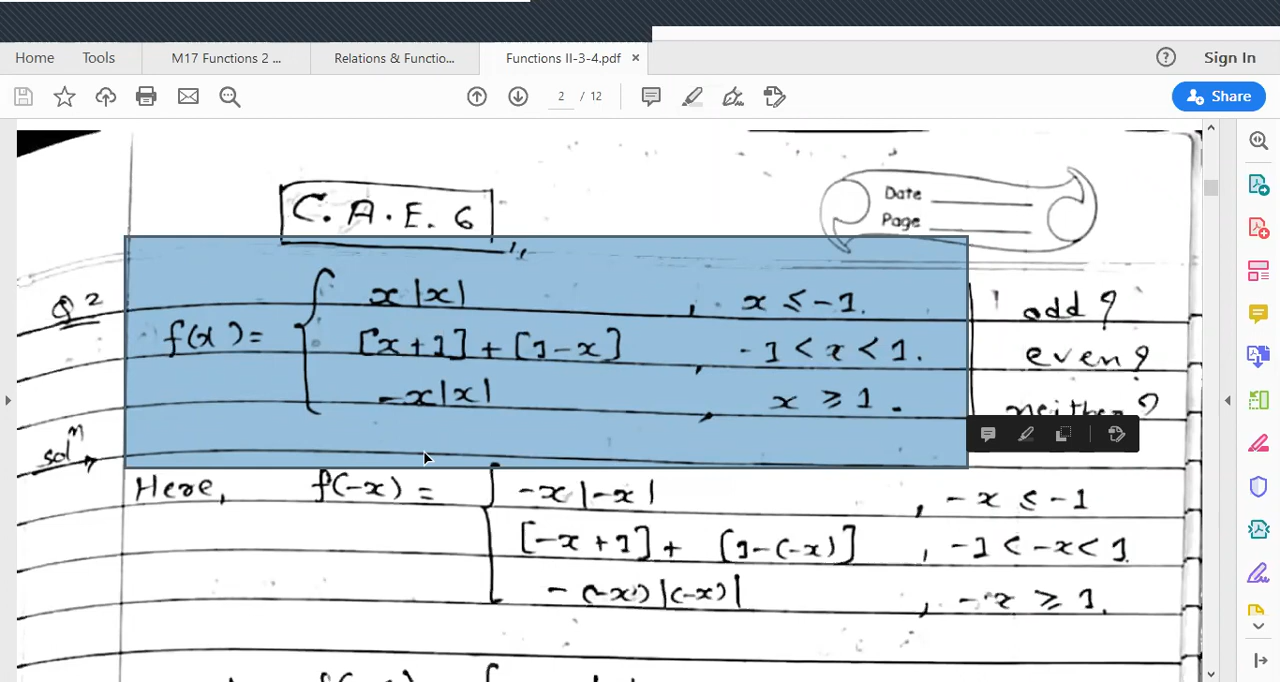 Home Tools M17 Functions 2 ... Relations & Functio... Functions II-3-4.pdf × Sign In
2 / 12 Share
C. A. E. 6
Date
Page
Q 2 f(x) = { x|x| , x ≤ -1.
[x+1] + [1-x] , -1 < x < 1.
-x|x| , x ≥ 1.
odd ?
even ?
neither ?
solⁿ
Here, f(-x) = { -x|-x| , -x ≤ -1
[-x+1] + [1-(-x)] , -1 < -x < 1
-(-x)|(-x)| , -x ≥ 1.